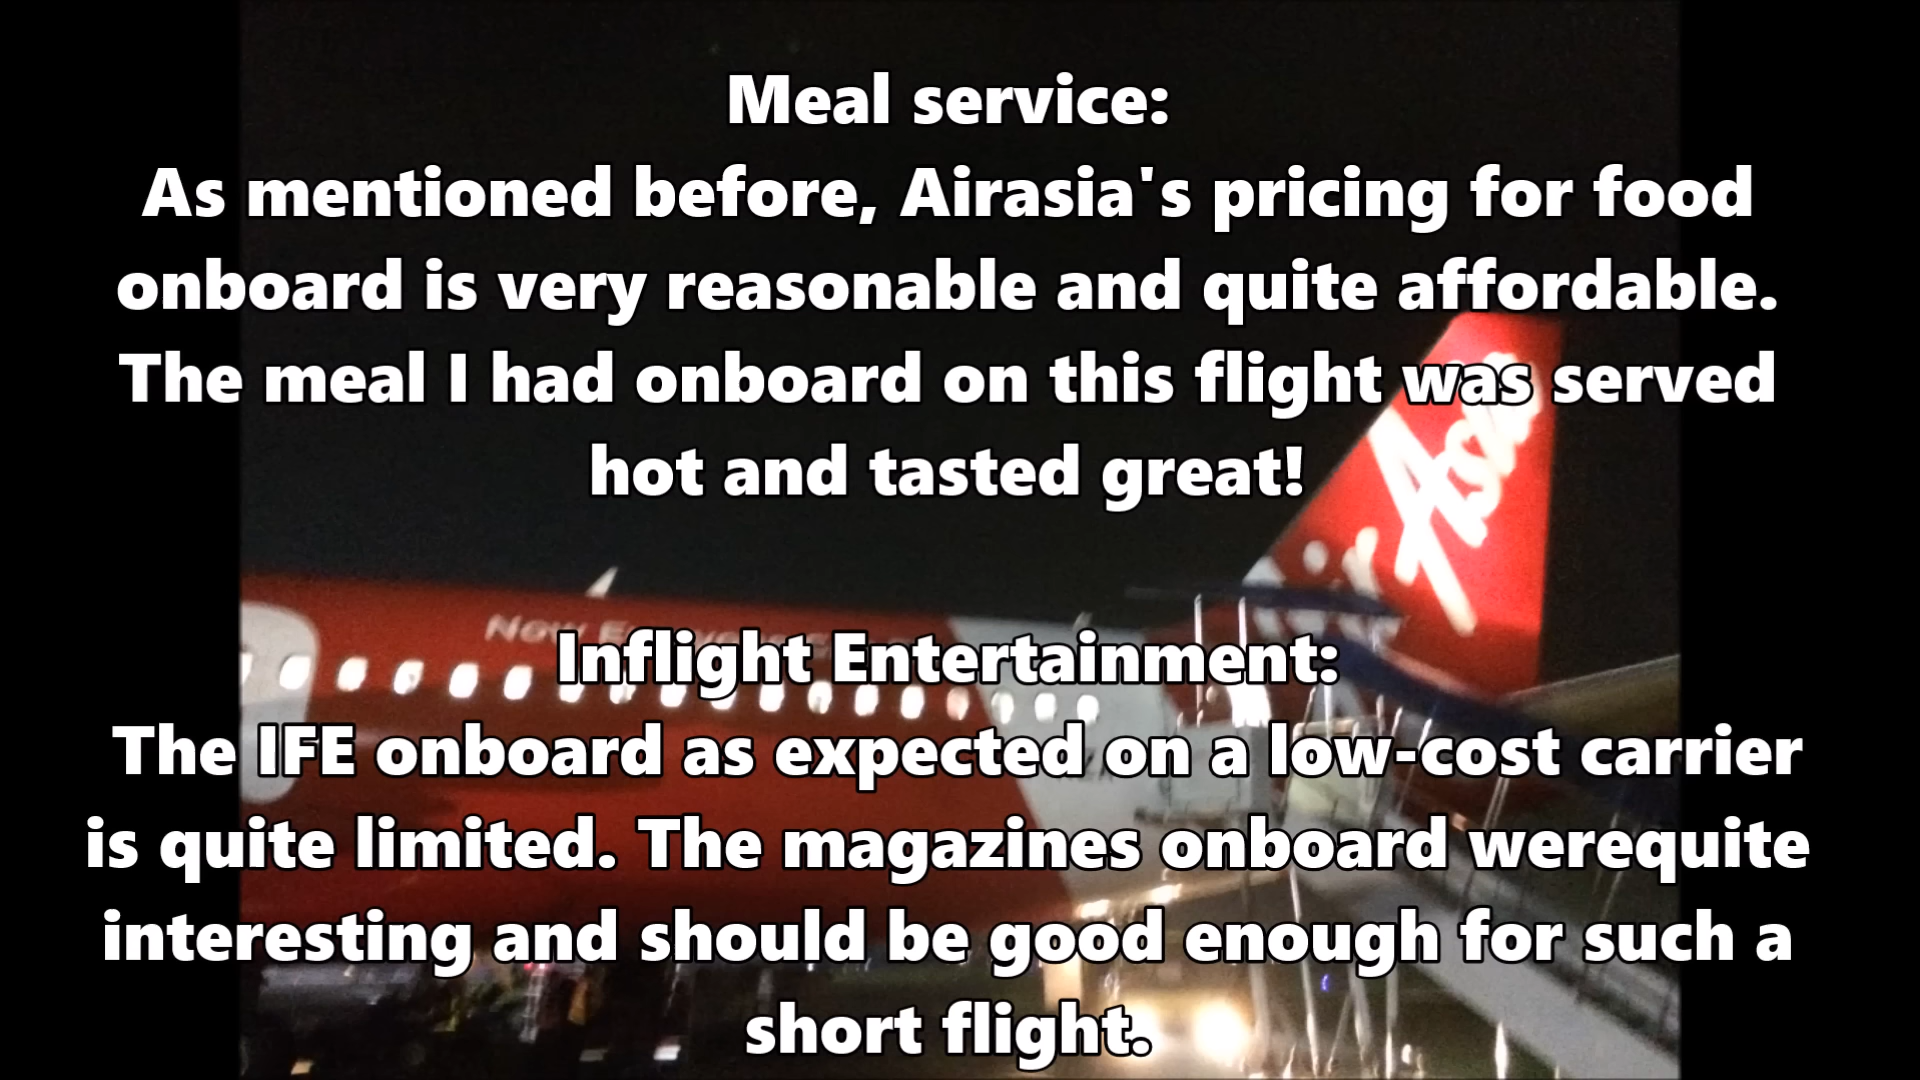 Meal service:
As mentioned before, Airasia's pricing for food
onboard is very reasonable and quite affordable.
The meal I had onboard on this flight was served
hot and tasted great!
Asia
Now E
Inflight Entertainment:
The IFE onboard as expected on a low-cost carrier
is quite limited. The magazines onboard werequite
interesting and should be good enough for such a
short flight.